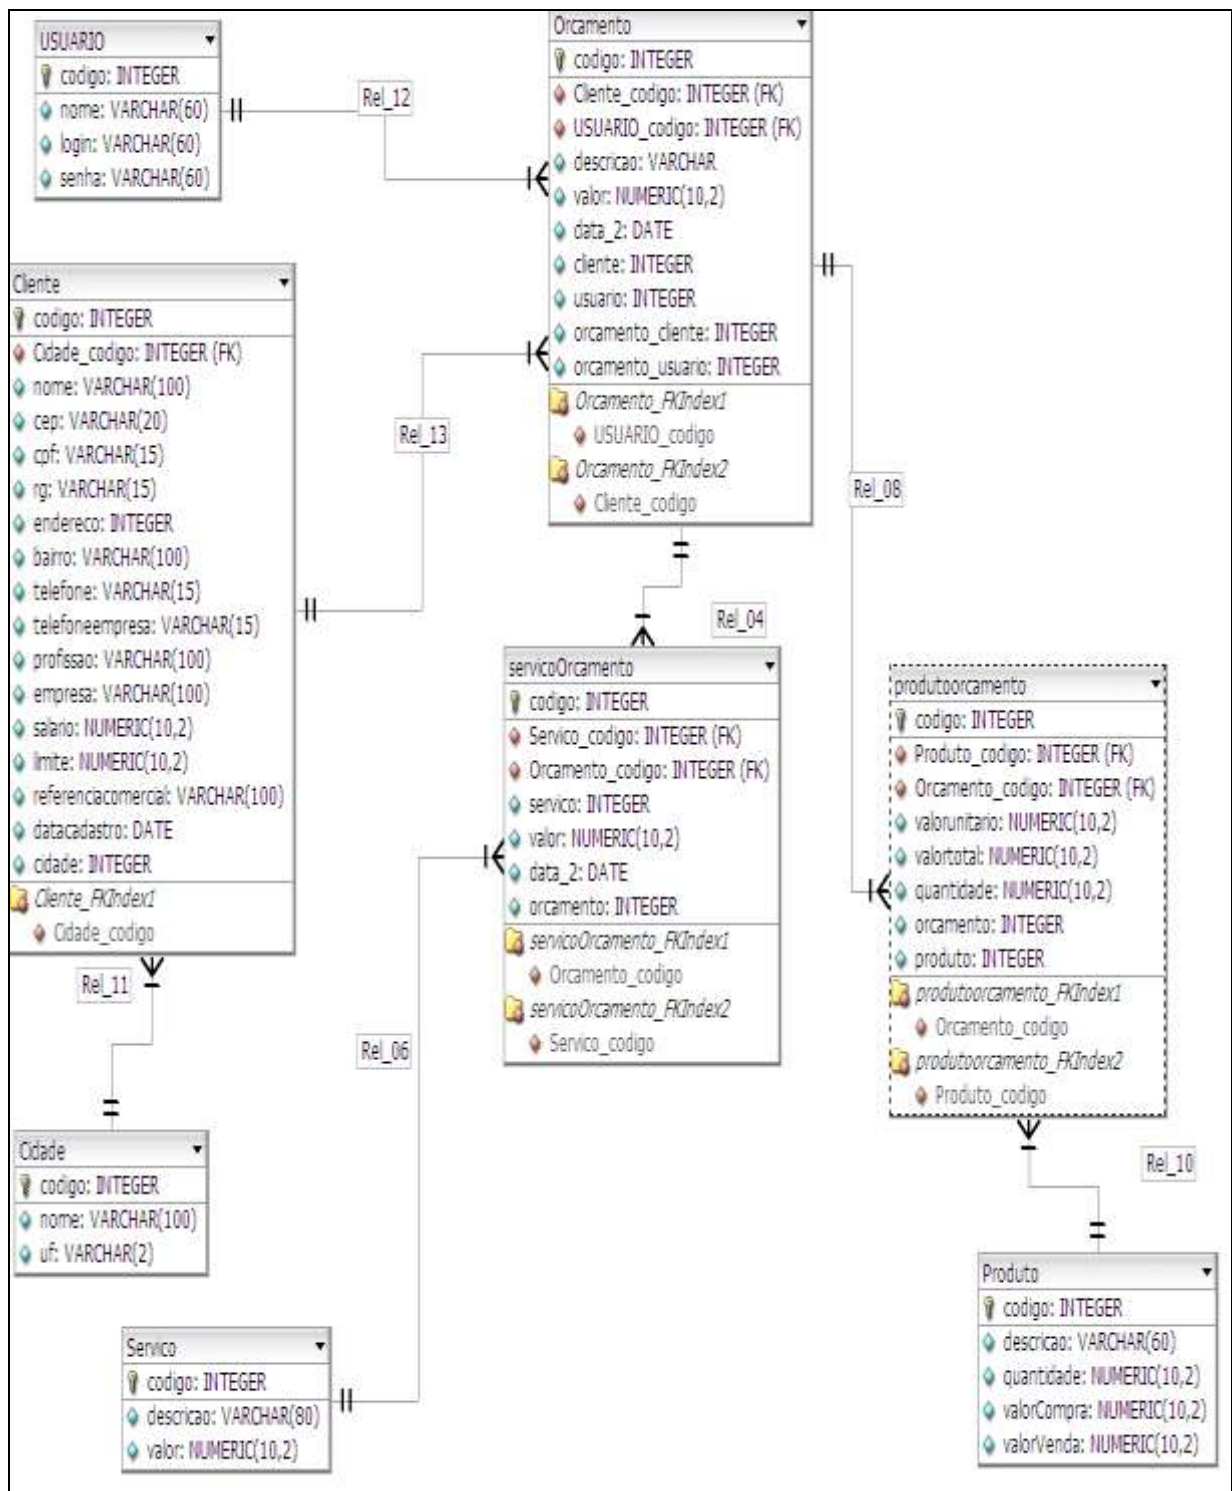 USUARIO
codigo: INTEGER
nome: VARCHAR(60)
login: VARCHAR(60)
senha: VARCHAR(60)
Rel_12
Orcamento
codigo: INTEGER
Cliente_codigo: INTEGER (FK)
USUARIO_codigo: INTEGER (FK)
descricao: VARCHAR
valor: NUMERIC(10,2)
data_2: DATE
cliente: INTEGER
usuario: INTEGER
orcamento_cliente: INTEGER
orcamento_usuario: INTEGER
Orcamento_FKIndex1
USUARIO_codigo
Orcamento_FKIndex2
Cliente_codigo
Cliente
codigo: INTEGER
Cidade_codigo: INTEGER (FK)
nome: VARCHAR(100)
cep: VARCHAR(20)
cpf: VARCHAR(15)
rg: VARCHAR(15)
endereco: INTEGER
bairro: VARCHAR(100)
telefone: VARCHAR(15)
telefoneempresa: VARCHAR(15)
profissao: VARCHAR(100)
empresa: VARCHAR(100)
salario: NUMERIC(10,2)
limite: NUMERIC(10,2)
referenciacomercial: VARCHAR(100)
datacadastro: DATE
cidade: INTEGER
Cliente_FKIndex1
Cidade_codigo
Rel_13
Rel_08
Rel_04
servicoOrcamento
codigo: INTEGER
Servico_codigo: INTEGER (FK)
Orcamento_codigo: INTEGER (FK)
servico: INTEGER
valor: NUMERIC(10,2)
data_2: DATE
orcamento: INTEGER
servicoOrcamento_FKIndex1
Orcamento_codigo
servicoOrcamento_FKIndex2
Servico_codigo
produtoorcamento
codigo: INTEGER
Produto_codigo: INTEGER (FK)
Orcamento_codigo: INTEGER (FK)
valorunitario: NUMERIC(10,2)
valortotal: NUMERIC(10,2)
quantidade: NUMERIC(10,2)
orcamento: INTEGER
produto: INTEGER
produtoorcamento_FKIndex1
Orcamento_codigo
produtoorcamento_FKIndex2
Produto_codigo
Rel_11
Rel_06
Rel_10
Cidade
codigo: INTEGER
nome: VARCHAR(100)
uf: VARCHAR(2)
Servico
codigo: INTEGER
descricao: VARCHAR(80)
valor: NUMERIC(10,2)
Produto
codigo: INTEGER
descricao: VARCHAR(60)
quantidade: NUMERIC(10,2)
valorCompra: NUMERIC(10,2)
valorVenda: NUMERIC(10,2)